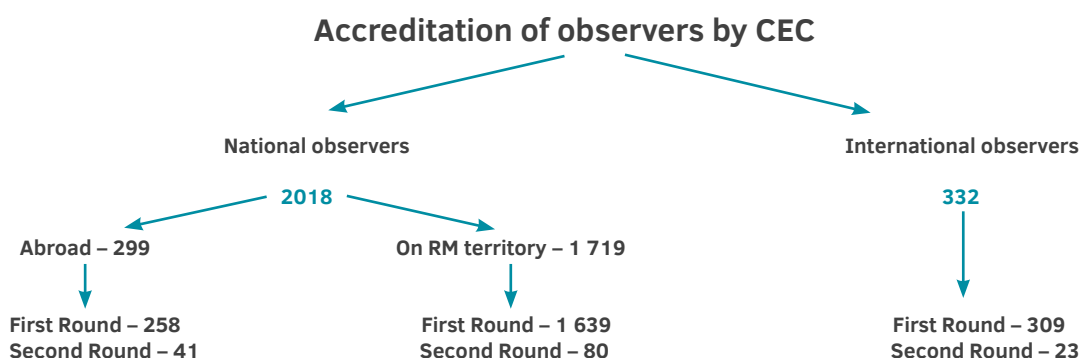 Accreditation of observers by CEC
National observers
International observers
2018
332
Abroad – 299
On RM territory – 1 719
First Round – 258
Second Round – 41
First Round – 1 639
Second Round – 80
First Round – 309
Second Round – 23